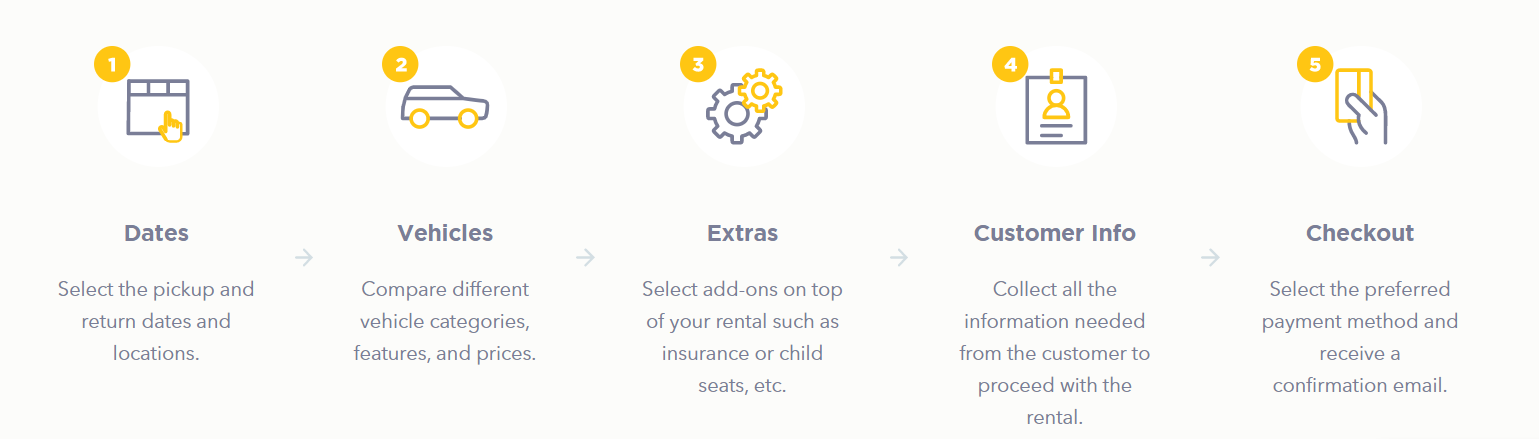 1
Dates
Select the pickup and
return dates and
locations.
2
Vehicles
Compare different
vehicle categories,
features, and prices.
3
Extras
Select add-ons on top
of your rental such as
insurance or child
seats, etc.
4
Customer Info
Collect all the
information needed
from the customer to
proceed with the
rental.
5
Checkout
Select the preferred
payment method and
receive a
confirmation email.